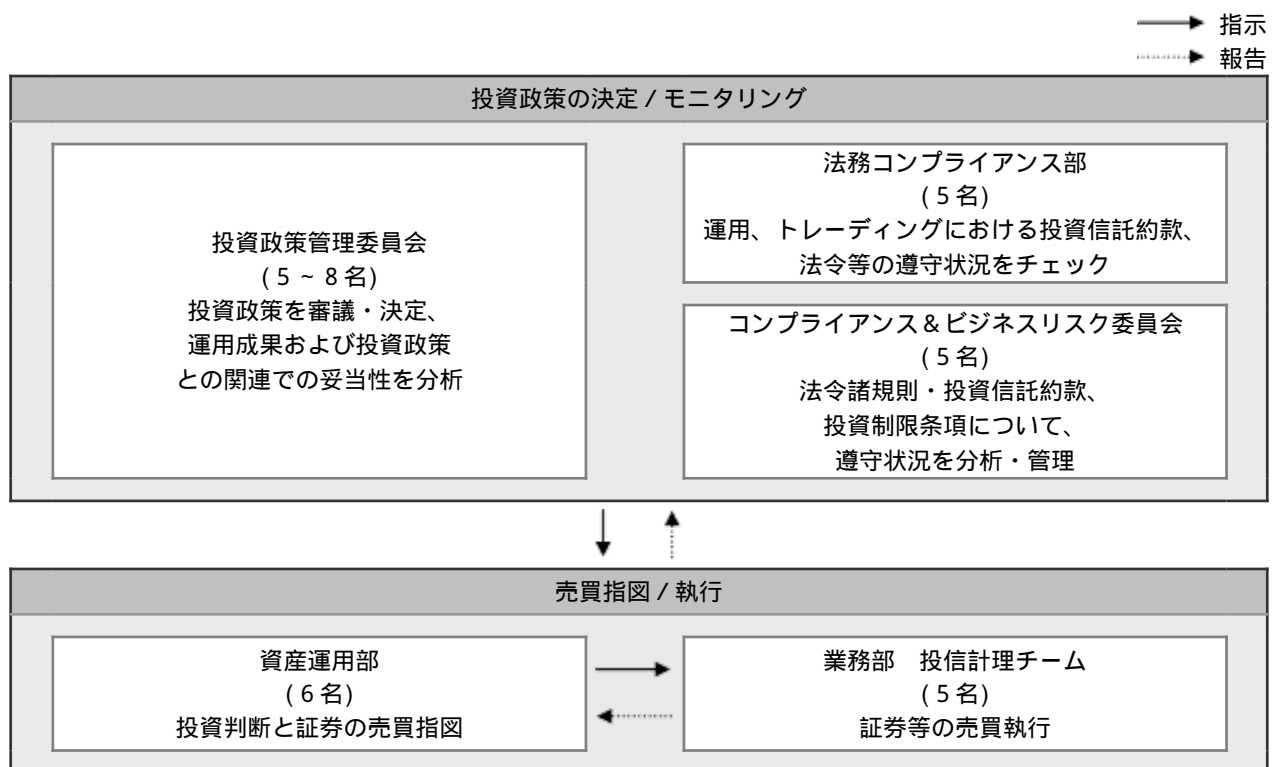 指示
報告
投資政策の決定 / モニタリング
投資政策管理委員会
( 5 ~ 8 名)
投資政策を審議・決定、
運用成果および投資政策
との関連での妥当性を分析
法務コンプライアンス部
( 5 名)
運用、トレーディングにおける投資信託約款、
法令等の遵守状況をチェック
コンプライアンス&ビジネスリスク委員会
( 5 名)
法令諸規則・投資信託約款、
投資制限条項について、
遵守状況を分析・管理
売買指図 / 執行
資産運用部
( 6 名)
投資判断と証券の売買指図
業務部　投信計理チーム
( 5 名)
証券等の売買執行